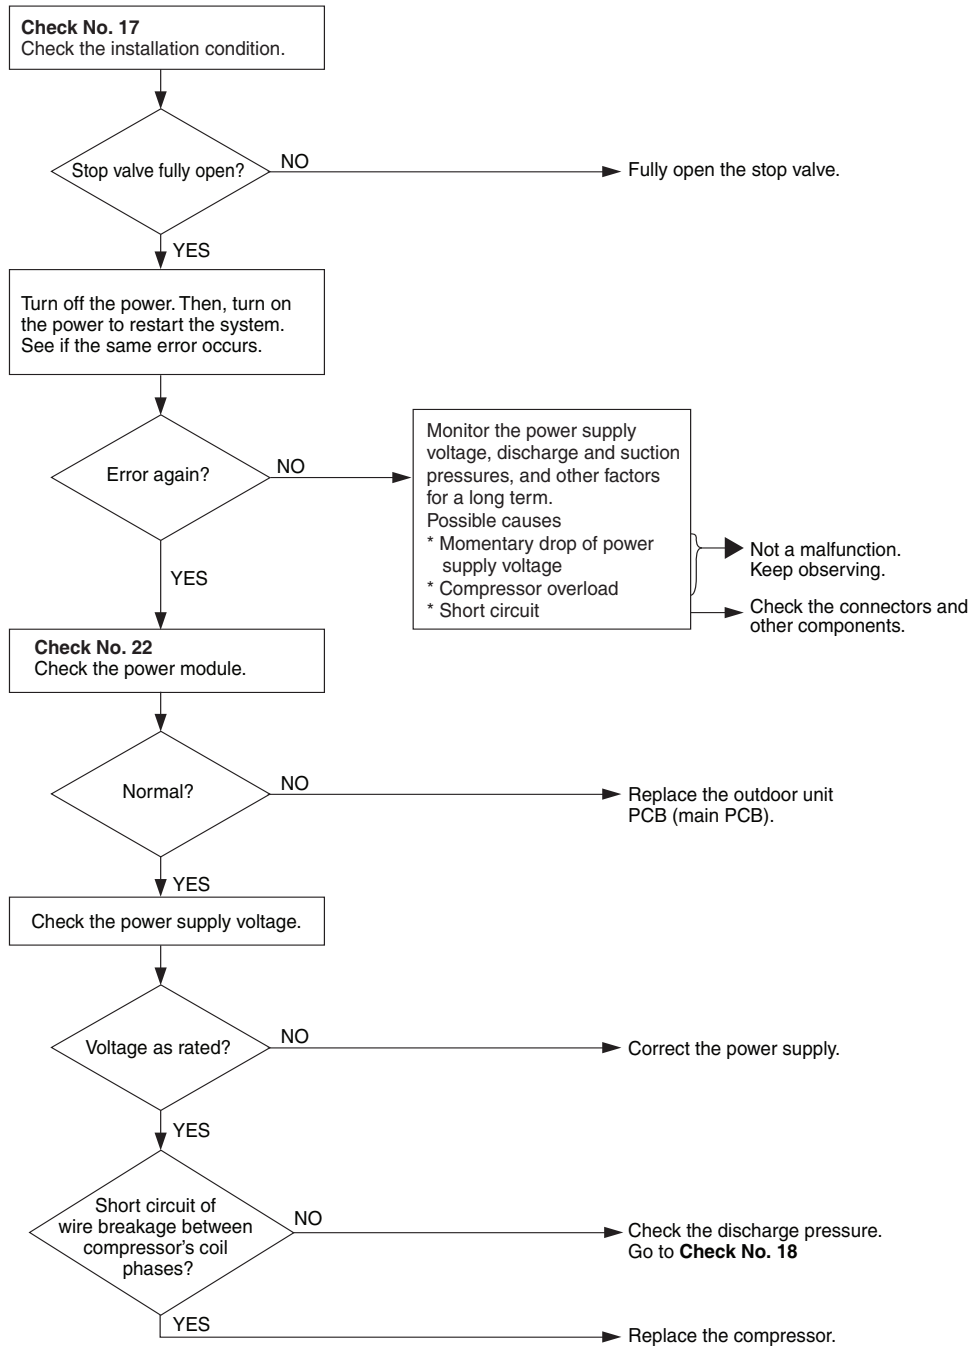 Check No. 17
Check the installation condition.
Stop valve fully open?
NO
Fully open the stop valve.
YES
Turn off the power. Then, turn on
the power to restart the system.
See if the same error occurs.
Error again?
NO
Monitor the power supply
voltage, discharge and suction
pressures, and other factors
for a long term.
Possible causes
* Momentary drop of power
supply voltage
* Compressor overload
* Short circuit
Not a malfunction.
Keep observing.
Check the connectors and
other components.
YES
Check No. 22
Check the power module.
Normal?
NO
Replace the outdoor unit
PCB (main PCB).
YES
Check the power supply voltage.
Voltage as rated?
NO
Correct the power supply.
YES
Short circuit of
wire breakage between
compressor's coil
phases?
NO
Check the discharge pressure.
Go to Check No. 18
YES
Replace the compressor.